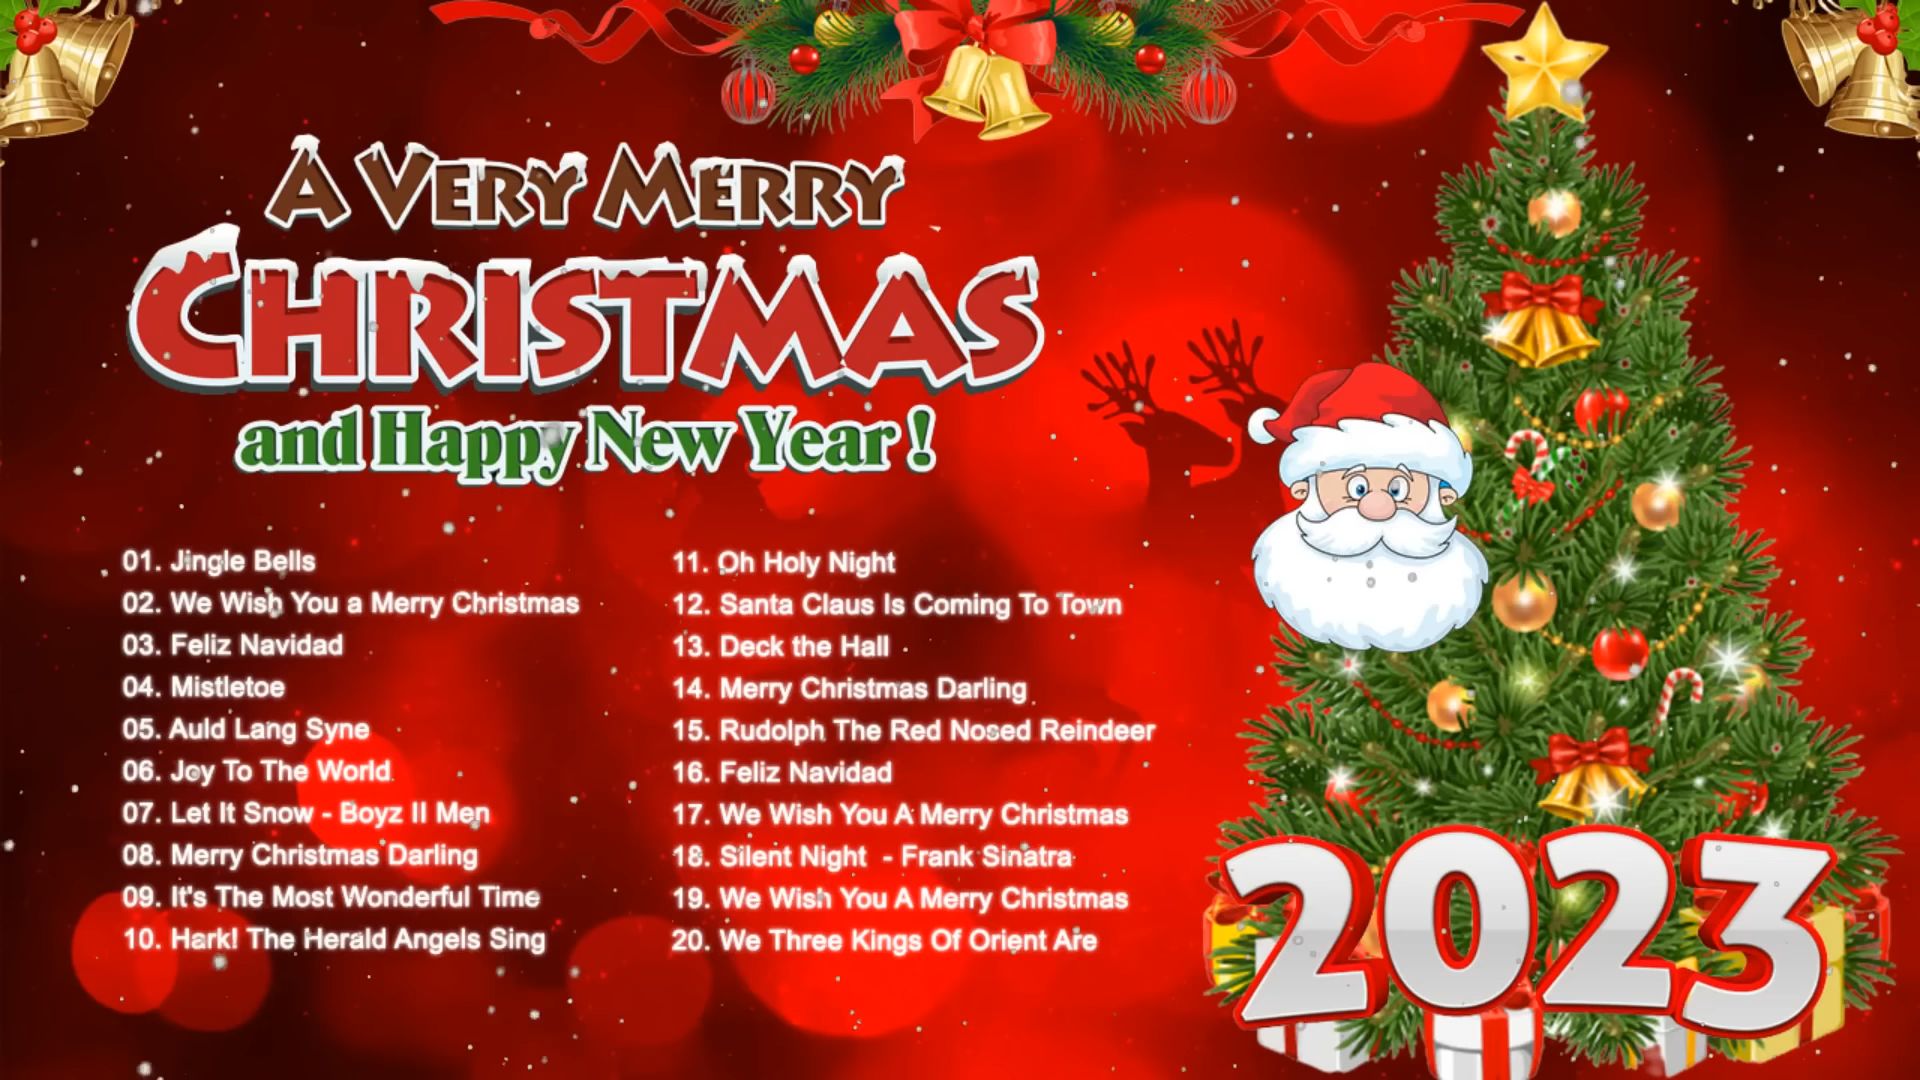 A VERY MERRY
CHRISTMAS
and Happy New Year !
01. Jingle Bells
02. We Wish You a Merry Christmas
03. Feliz Navidad
04. Mistletoe
05. Auld Lang Syne
06. Joy To The World
07. Let It Snow - Boyz II Men
08. Merry Christmas Darling
09. It's The Most Wonderful Time
10. Hark! The Herald Angels Sing
11. Oh Holy Night
12. Santa Claus Is Coming To Town
13. Deck the Hall
14. Merry Christmas Darling
15. Rudolph The Red Nosed Reindeer
16. Feliz Navidad
17. We Wish You A Merry Christmas
18. Silent Night - Frank Sinatra
19. We Wish You A Merry Christmas
20. We Three Kings Of Orient Are
2023